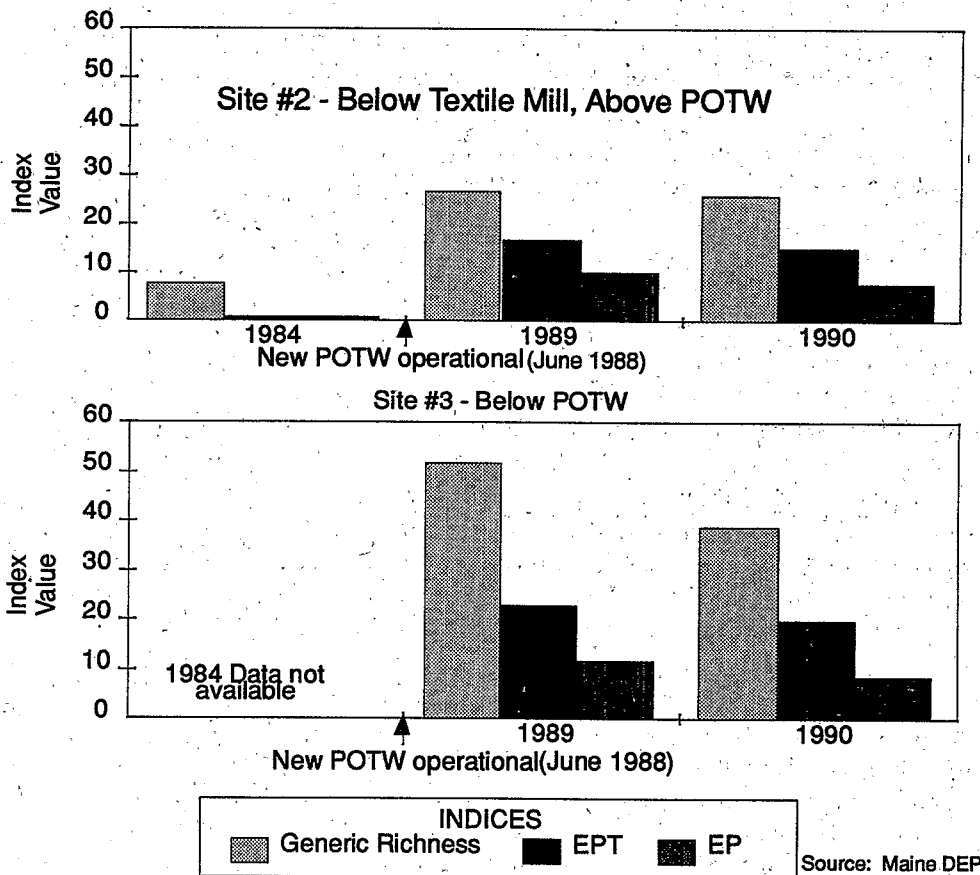 60
50
Site #2 - Below Textile Mill, Above POTW
40
Index
Value
30
20
10
0
1984
1989
1990
New POTW operational (June 1988)
Site #3 - Below POTW
60
50
40
Index
Value
30
20
10
1984 Data not
available
0
1989
1990
New POTW operational(June 1988)
INDICES
Generic Richness EPT EP
Source: Maine DEP